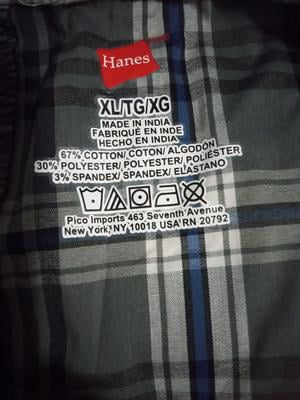 Hanes
XL/TG/XG
MADE IN INDIA
FABRIQUÉ EN INDE
HECHO EN INDIA
67% COTTON/ COTON/ ALGODÓN
30% POLYESTER/ POLYESTER/ POLIÉSTER
3% SPANDEX/ SPANDEX/ ELASTANO
Pico Imports 463 Seventh Avenue
New York, NY 10018 USA RN 20792